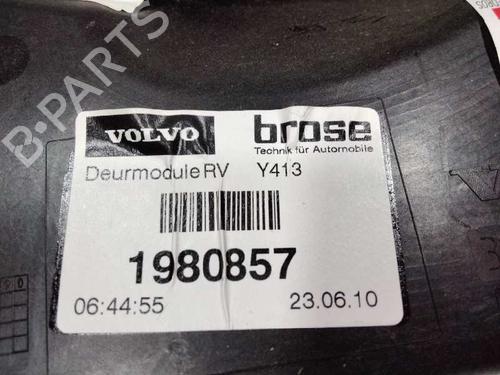 B-PARTS
VOLVO
brose
Technik für Automobile
Deurmodule RV Y413
1980857
06:44:55 23.06.10